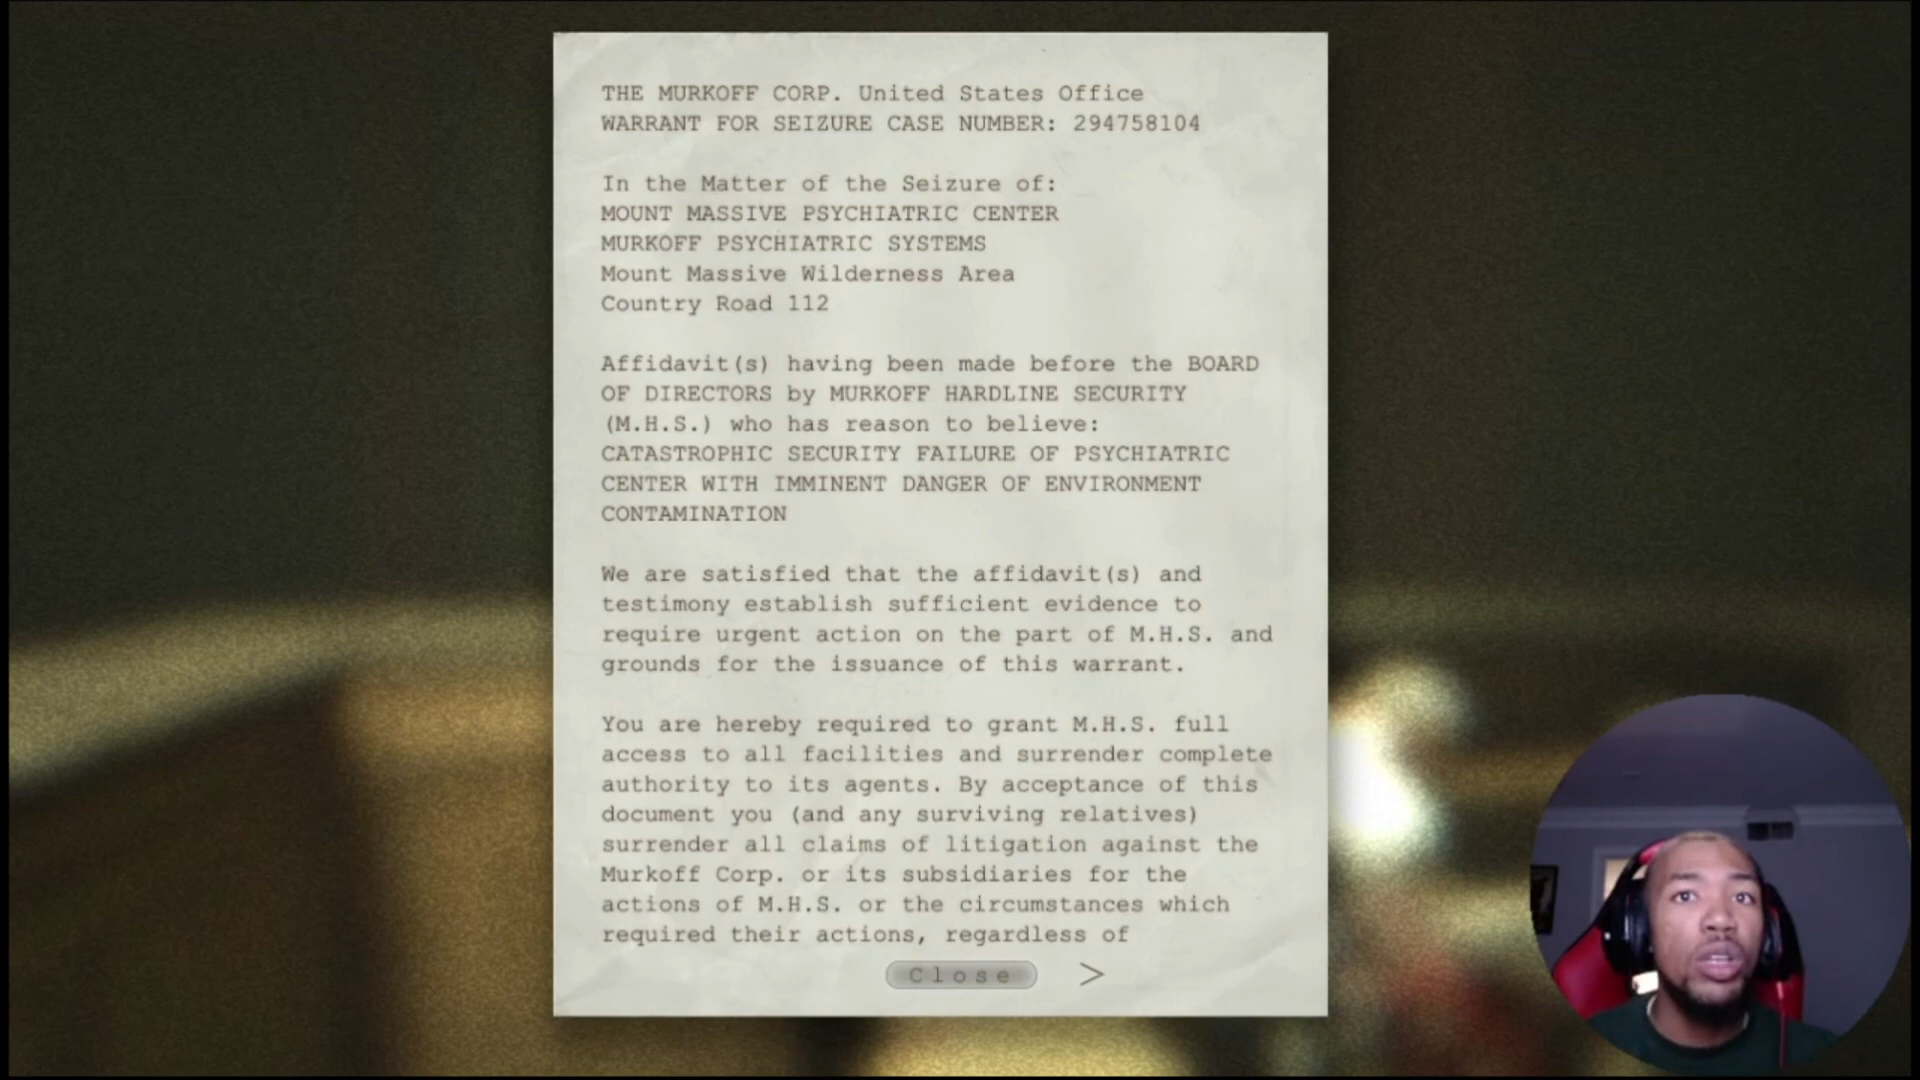 THE MURKOFF CORP. United States Office
WARRANT FOR SEIZURE CASE NUMBER: 294758104
In the Matter of the Seizure of:
MOUNT MASSIVE PSYCHIATRIC CENTER
MURKOFF PSYCHIATRIC SYSTEMS
Mount Massive Wilderness Area
Country Road 112
Affidavit(s) having been made before the BOARD
OF DIRECTORS by MURKOFF HARDLINE SECURITY
(M.H.S.) who has reason to believe:
CATASTROPHIC SECURITY FAILURE OF PSYCHIATRIC
CENTER WITH IMMINENT DANGER OF ENVIRONMENT
CONTAMINATION
We are satisfied that the affidavit(s) and
testimony establish sufficient evidence to
require urgent action on the part of M.H.S. and
grounds for the issuance of this warrant.
You are hereby required to grant M.H.S. full
access to all facilities and surrender complete
authority to its agents. By acceptance of this
document you (and any surviving relatives)
surrender all claims of litigation against the
Murkoff Corp. or its subsidiaries for the
actions of M.H.S. or the circumstances which
required their actions, regardless of
Close >